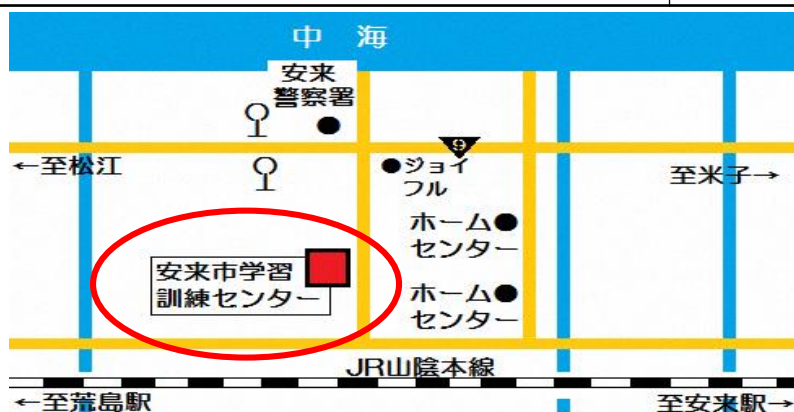 中 海
安来
警察署
9
←至松江
●ジョイ
フル
至米子→
ホーム●
センター
安来市学習
訓練センター
ホーム●
センター
JR山陰本線
←至荒島駅
至安来駅→